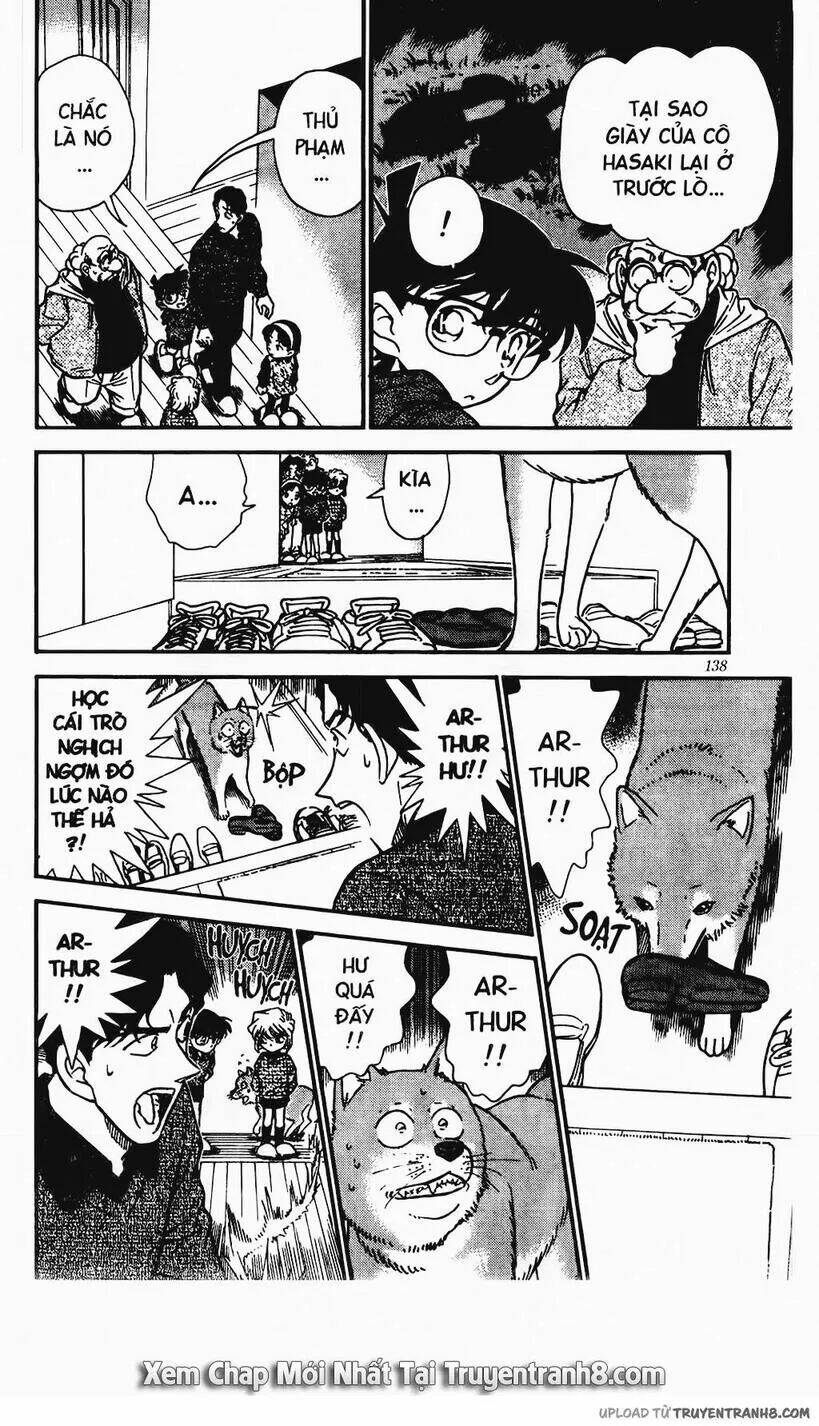 TẠI SAO
GIÀY CỦA CÔ
HASAKI LẠI Ở
TRƯỚC LÒ...
!
THỦ
PHẠM
...
CHẮC
LÀ NÓ
...
KÌA
...
A...
138
AR-
THUR
!!
SOẠT
AR-
THUR
HƯ!!
BỘP
HỌC
CÁI TRÒ
NGHỊCH
NGỢM ĐÓ
LÚC NÀO
THẾ HẢ
?!
AR-
THUR
!!
HƯ
QUÁ
ĐẤY
!!
HUỴCH
HUỴCH
AR-
THUR
!!
Xem Chap Mới Nhất Tại Truyentranh8.com
UPLOAD TỪ TRUYENTRANH8.COM